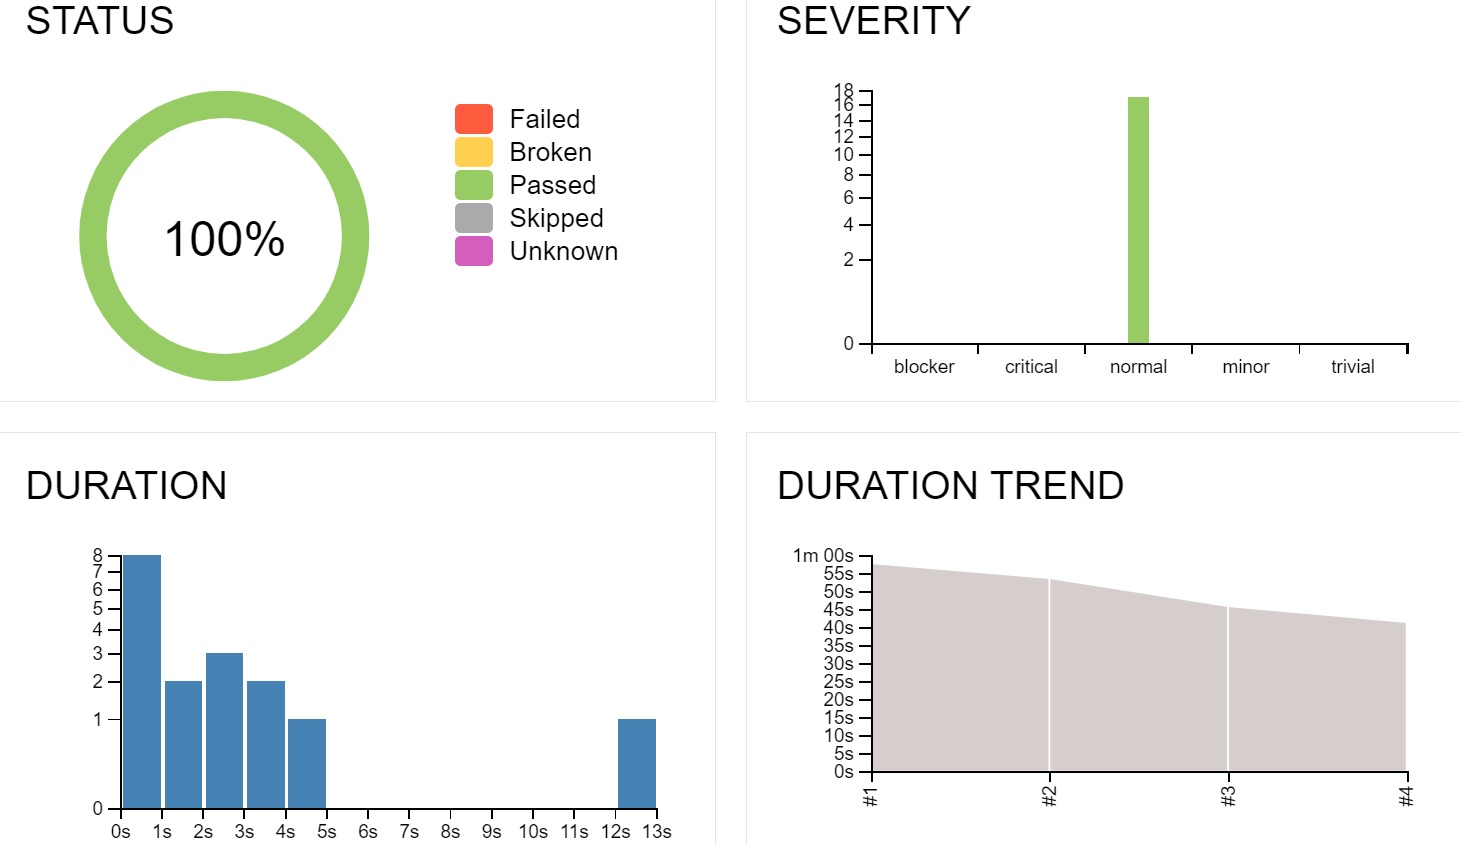 STATUS
100%
Failed
Broken
Passed
Skipped
Unknown
SEVERITY
18
16
14
12
10
8
6
4
2
0
blocker critical normal minor trivial
DURATION
8
7
6
5
4
3
2
1
0
0s 1s 2s 3s 4s 5s 6s 7s 8s 9s 10s 11s 12s 13s
DURATION TREND
1m 00s
55s
50s
45s
40s
35s
30s
25s
20s
15s
10s
5s
0s
#1 #2 #3 #4